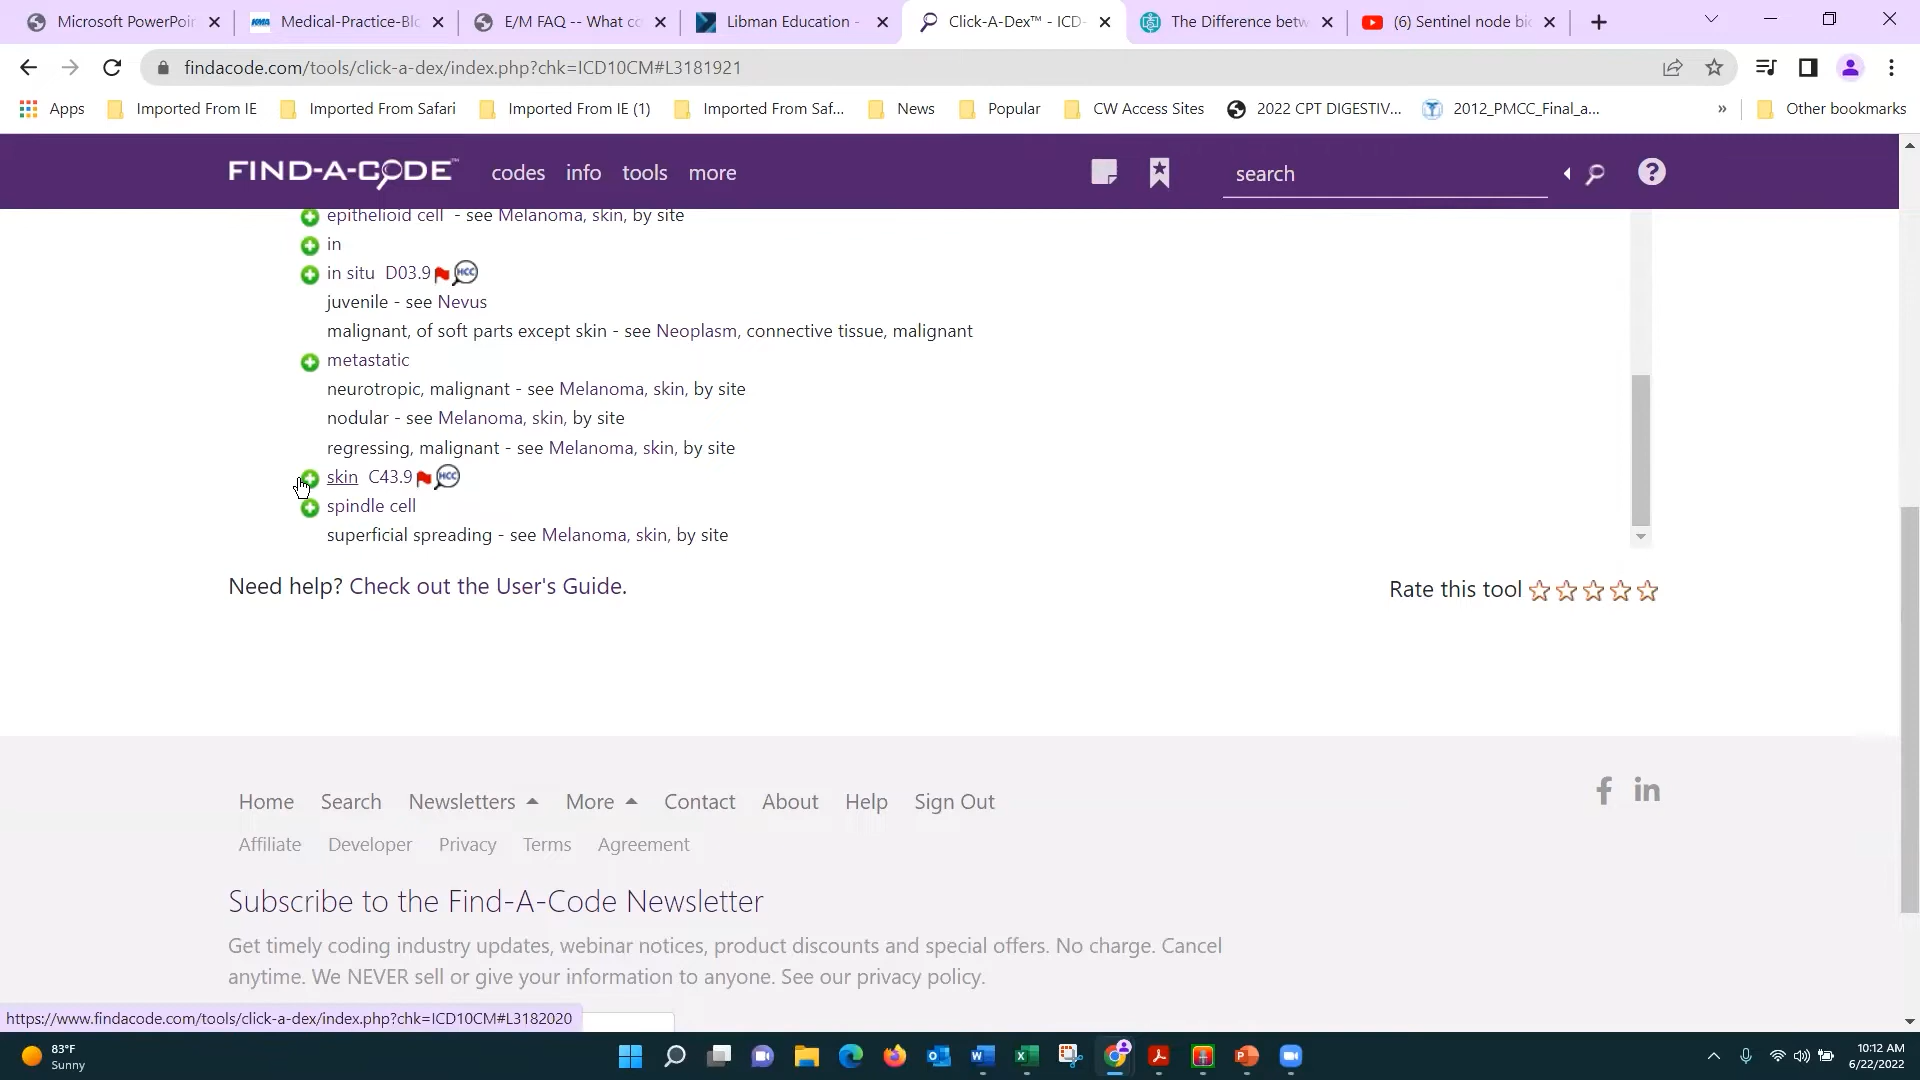 Microsoft PowerPoin
Medical-Practice-Blo
E/M FAQ -- What co
Libman Education -
Click-A-Dex™ - ICD-
The Difference betw
(6) Sentinel node bio
findacode.com/tools/click-a-dex/index.php?chk=ICD10CM#L3181921
Apps
Imported From IE
Imported From Safari
Imported From IE (1)
Imported From Saf...
News
Popular
CW Access Sites
2022 CPT DIGESTIV...
2012_PMCC_Final_a...
»
Other bookmarks
FIND-A-CODE™
codes
info
tools
more
search
epithelioid cell - see Melanoma, skin, by site
in
in situ D03.9 HCC
juvenile - see Nevus
malignant, of soft parts except skin - see Neoplasm, connective tissue, malignant
metastatic
neurotropic, malignant - see Melanoma, skin, by site
nodular - see Melanoma, skin, by site
regressing, malignant - see Melanoma, skin, by site
skin C43.9 HCC
spindle cell
superficial spreading - see Melanoma, skin, by site
Need help? Check out the User's Guide.
Rate this tool
Home Search Newsletters More Contact About Help Sign Out
Affiliate Developer Privacy Terms Agreement
Subscribe to the Find-A-Code Newsletter
Get timely coding industry updates, webinar notices, product discounts and special offers. No charge. Cancel
anytime. We NEVER sell or give your information to anyone. See our privacy policy.
https://www.findacode.com/tools/click-a-dex/index.php?chk=ICD10CM#L3182020
83°F
Sunny
10:12 AM
6/22/2022